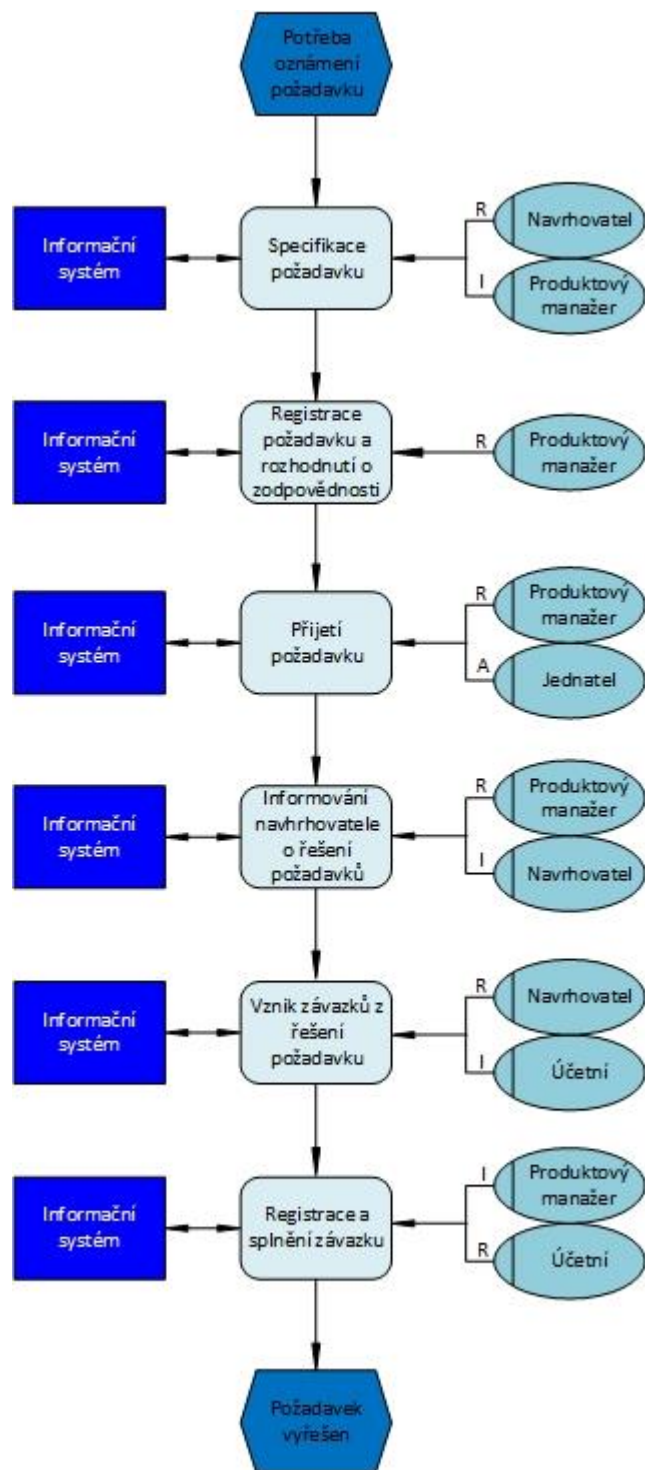 Potřeba
oznámení
požadavku
Informační
systém
Specifikace
požadavku
R
Navrhovatel
I
Produktový
manažer
Informační
systém
Registrace
požadavku a
rozhodnutí o
zodpovědnosti
R
Produktový
manažer
Informační
systém
Přijetí
požadavku
R
Produktový
manažer
A
Jednatel
Informační
systém
Informování
navhrhovatele
o řešení
požadavků
R
Produktový
manažer
I
Navrhovatel
Informační
systém
Vznik závazků z
řešení
požadavku
R
Navrhovatel
I
Účetní
Informační
systém
Registrace a
splnění závazku
I
Produktový
manažer
R
Účetní
Požadavek
vyřešen